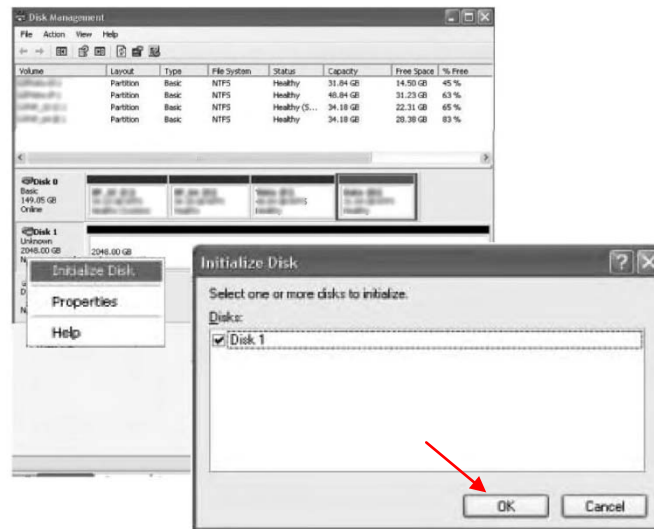 Disk Management
File Action View Help
Volume Layout Type File System Status Capacity Free Space % Free
Partition Basic NTFS Healthy 31.84 GB 14.50 GB 45 %
Partition Basic NTFS Healthy 48.84 GB 31.23 GB 63 %
Partition Basic NTFS Healthy (S... 34.18 GB 22.31 GB 65 %
Partition Basic NTFS Healthy 34.18 GB 28.38 GB 83 %
Disk 0
Basic
149.05 GB
Online
Disk 1
Unknown
2048.00 GB
2048.00 GB
Initialize Disk
Properties
Help
Initialize Disk
Select one or more disks to initialize.
Disks:
Disk 1
OK Cancel